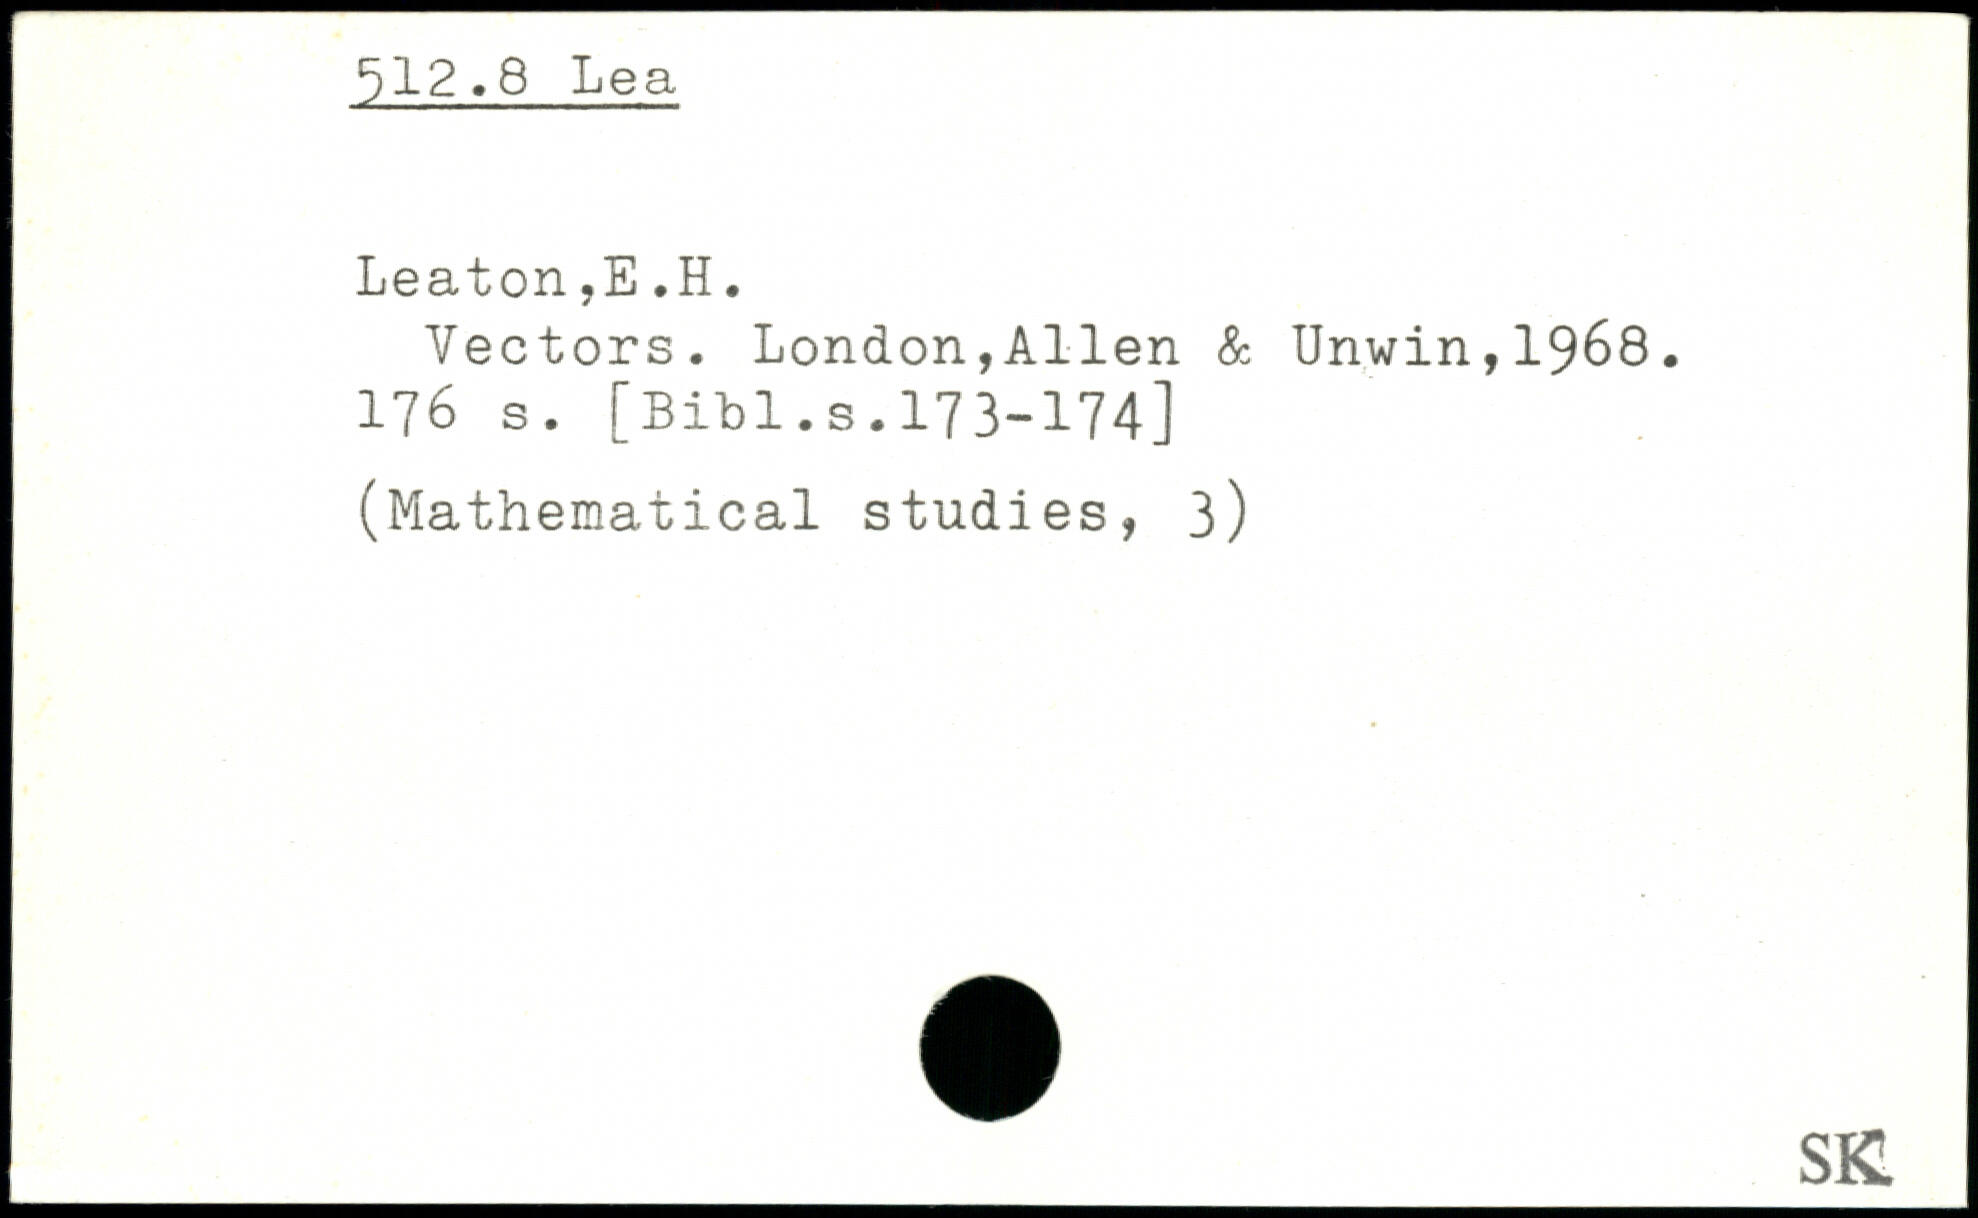 512.8 Lea
Leaton,E.H.
Vectors. London,Allen & Unwin,1968.
176 s. [Bibl.s.173-174]
(Mathematical studies, 3)
SK